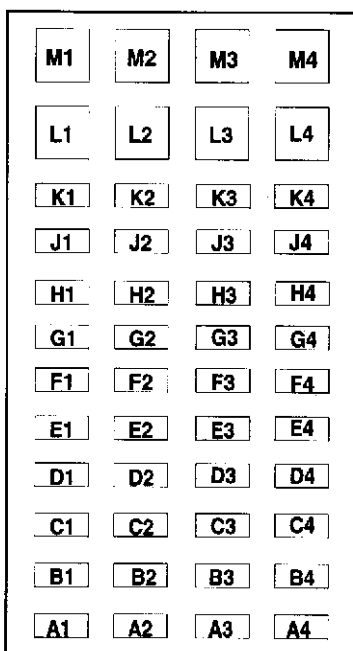 M1 M2 M3 M4
L1 L2 L3 L4
K1 K2 K3 K4
J1 J2 J3 J4
H1 H2 H3 H4
G1 G2 G3 G4
F1 F2 F3 F4
E1 E2 E3 E4
D1 D2 D3 D4
C1 C2 C3 C4
B1 B2 B3 B4
A1 A2 A3 A4